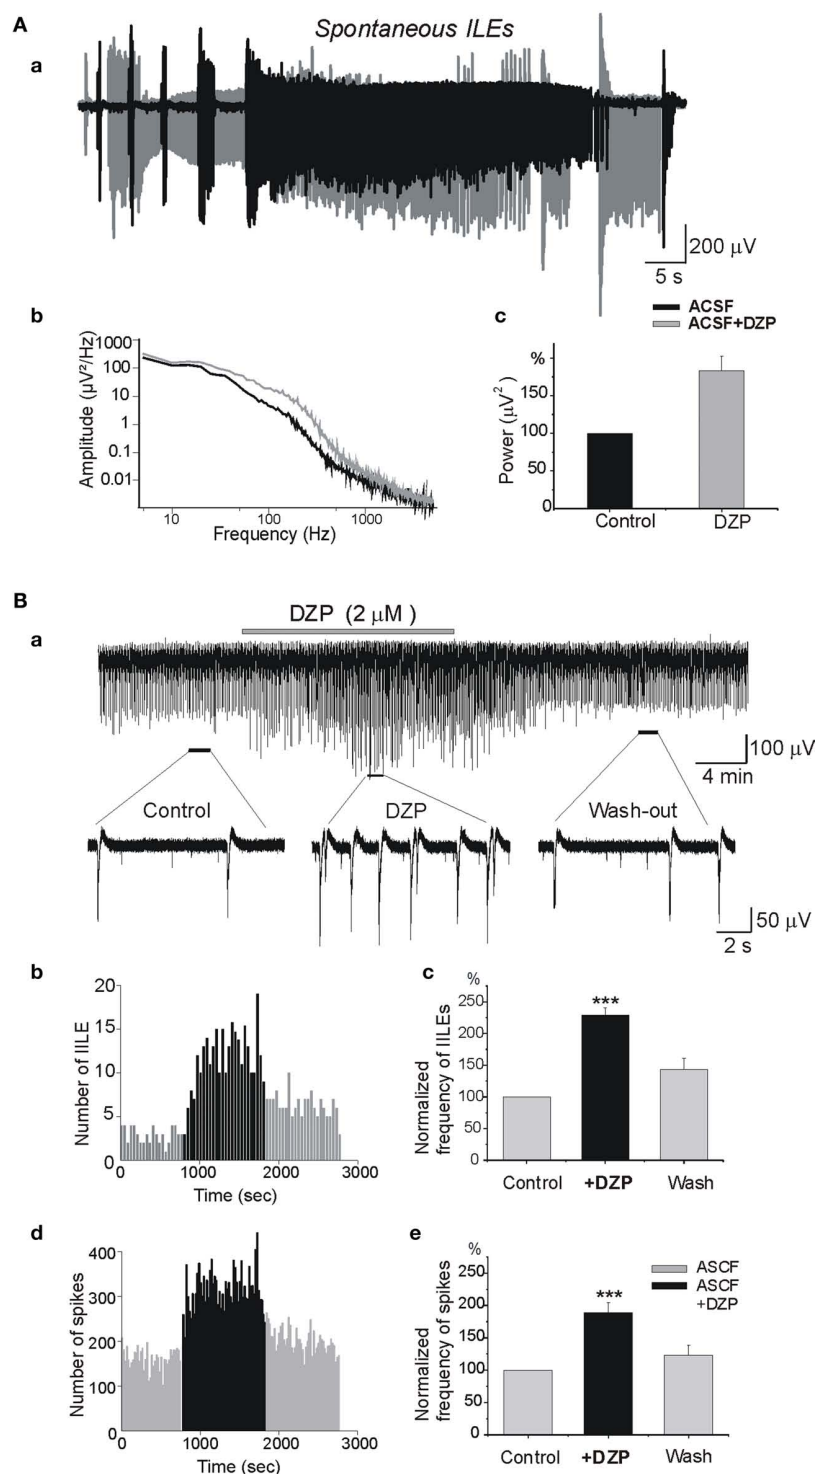 A
Spontaneous ILEs
a
200 µV
5 s
b
1000
100
10
1
0.1
0.01
Amplitude (µV²/Hz)
10
100
1000
Frequency (Hz)
c
ACSF
ACSF+DZP
%
150
100
50
0
Power (µV²)
Control
DZP
B
DZP (2 µM )
a
100 µV
4 min
Control
DZP
Wash-out
50 µV
2 s
b
20
15
10
5
0
Number of IILE
0
1000
2000
3000
Time (sec)
c
%
250
200
150
100
50
0
Normalized
frequency of IILEs
***
Control
+DZP
Wash
d
400
300
200
100
0
Number of spikes
0
1000
2000
3000
Time (sec)
e
%
250
200
150
100
50
0
Normalized
frequency of spikes
***
ASCF
ASCF
+DZP
Control
+DZP
Wash